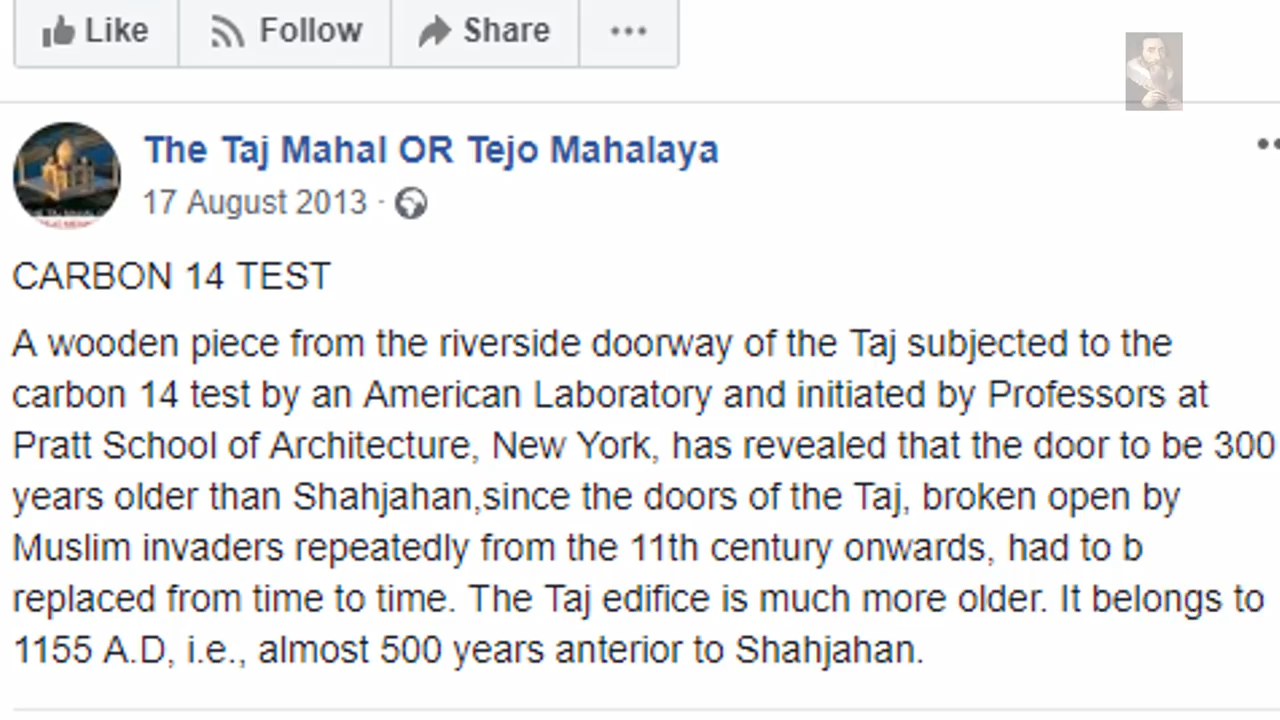 Like Follow Share
The Taj Mahal OR Tejo Mahalaya
17 August 2013 ·
CARBON 14 TEST
A wooden piece from the riverside doorway of the Taj subjected to the
carbon 14 test by an American Laboratory and initiated by Professors at
Pratt School of Architecture, New York, has revealed that the door to be 300
years older than Shahjahan,since the doors of the Taj, broken open by
Muslim invaders repeatedly from the 11th century onwards, had to b
replaced from time to time. The Taj edifice is much more older. It belongs to
1155 A.D, i.e., almost 500 years anterior to Shahjahan.